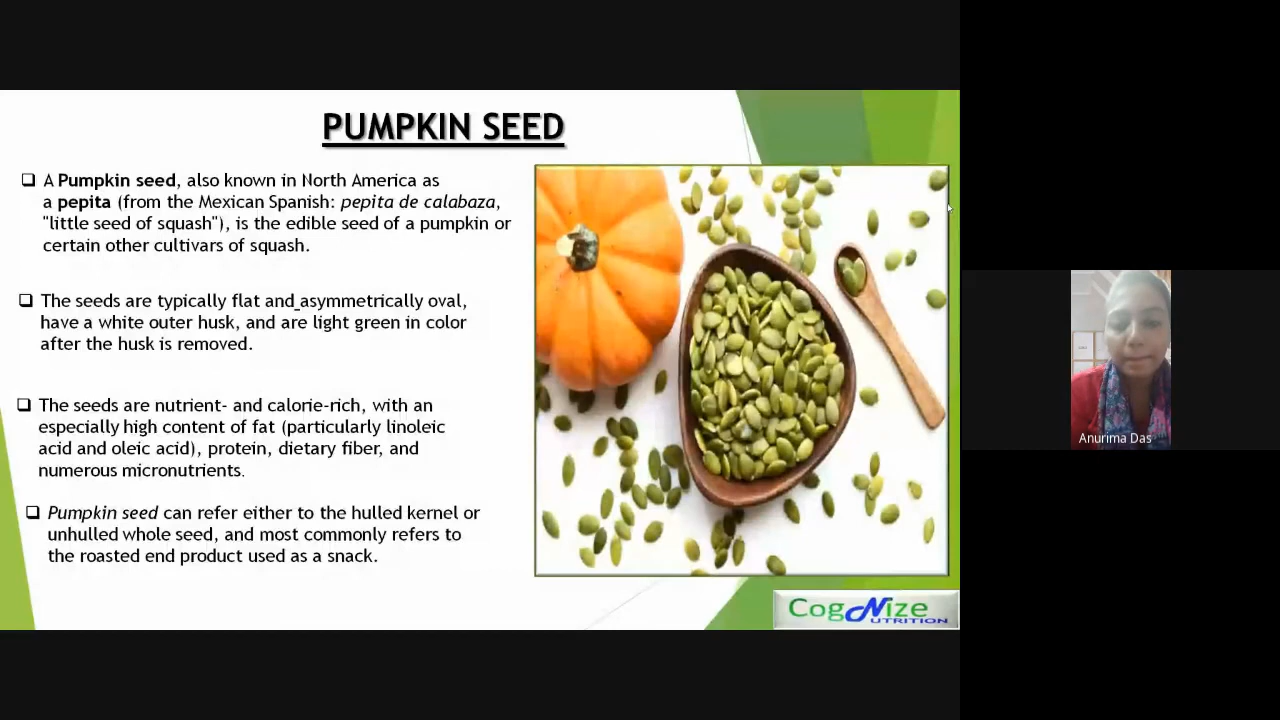 PUMPKIN SEED
❑ A Pumpkin seed, also known in North America as
a pepita (from the Mexican Spanish: pepita de calabaza,
"little seed of squash"), is the edible seed of a pumpkin or
certain other cultivars of squash.
❑ The seeds are typically flat and asymmetrically oval,
have a white outer husk, and are light green in color
after the husk is removed.
❑ The seeds are nutrient- and calorie-rich, with an
especially high content of fat (particularly linoleic
acid and oleic acid), protein, dietary fiber, and
numerous micronutrients.
❑ Pumpkin seed can refer either to the hulled kernel or
unhulled whole seed, and most commonly refers to
the roasted end product used as a snack.
CogNize
NUTRITION
Anurima Das